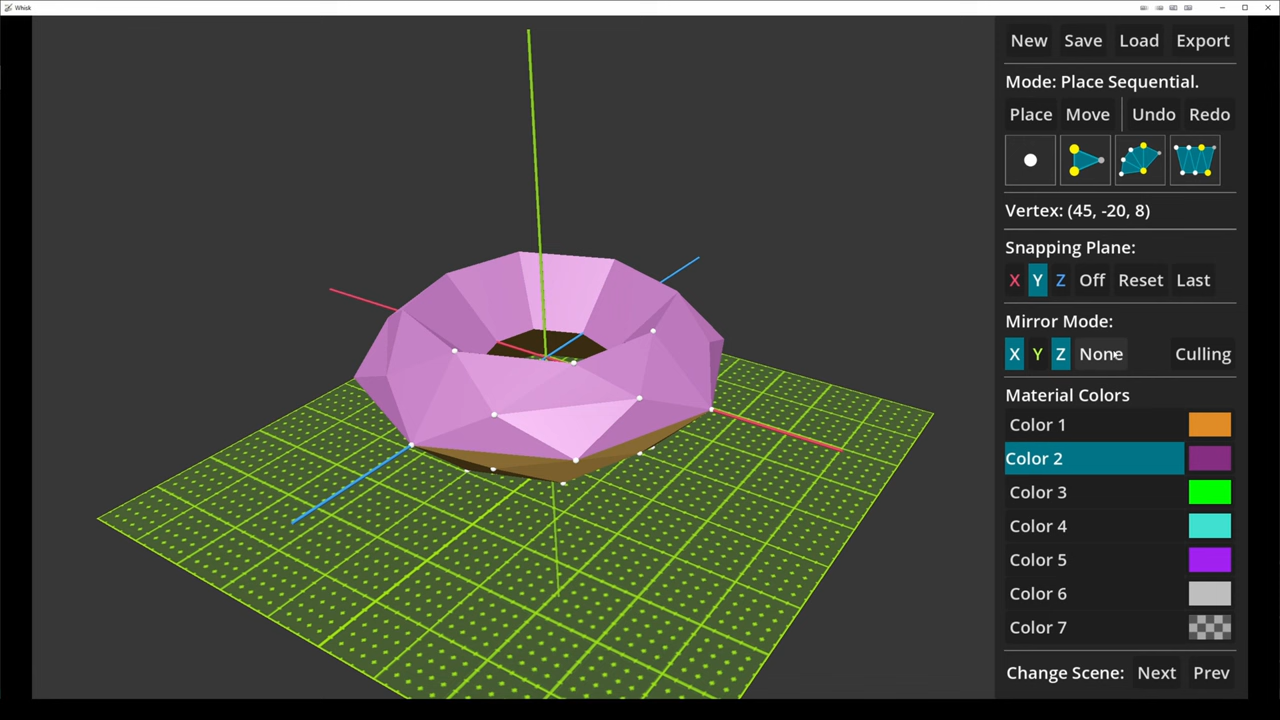 Whisk
New Save Load Export
Mode: Place Sequential.
Place Move Undo Redo
Vertex: (45, -20, 8)
Snapping Plane:
X Y Z Off Reset Last
Mirror Mode:
X Y Z None Culling
Material Colors
Color 1
Color 2
Color 3
Color 4
Color 5
Color 6
Color 7
Change Scene: Next Prev